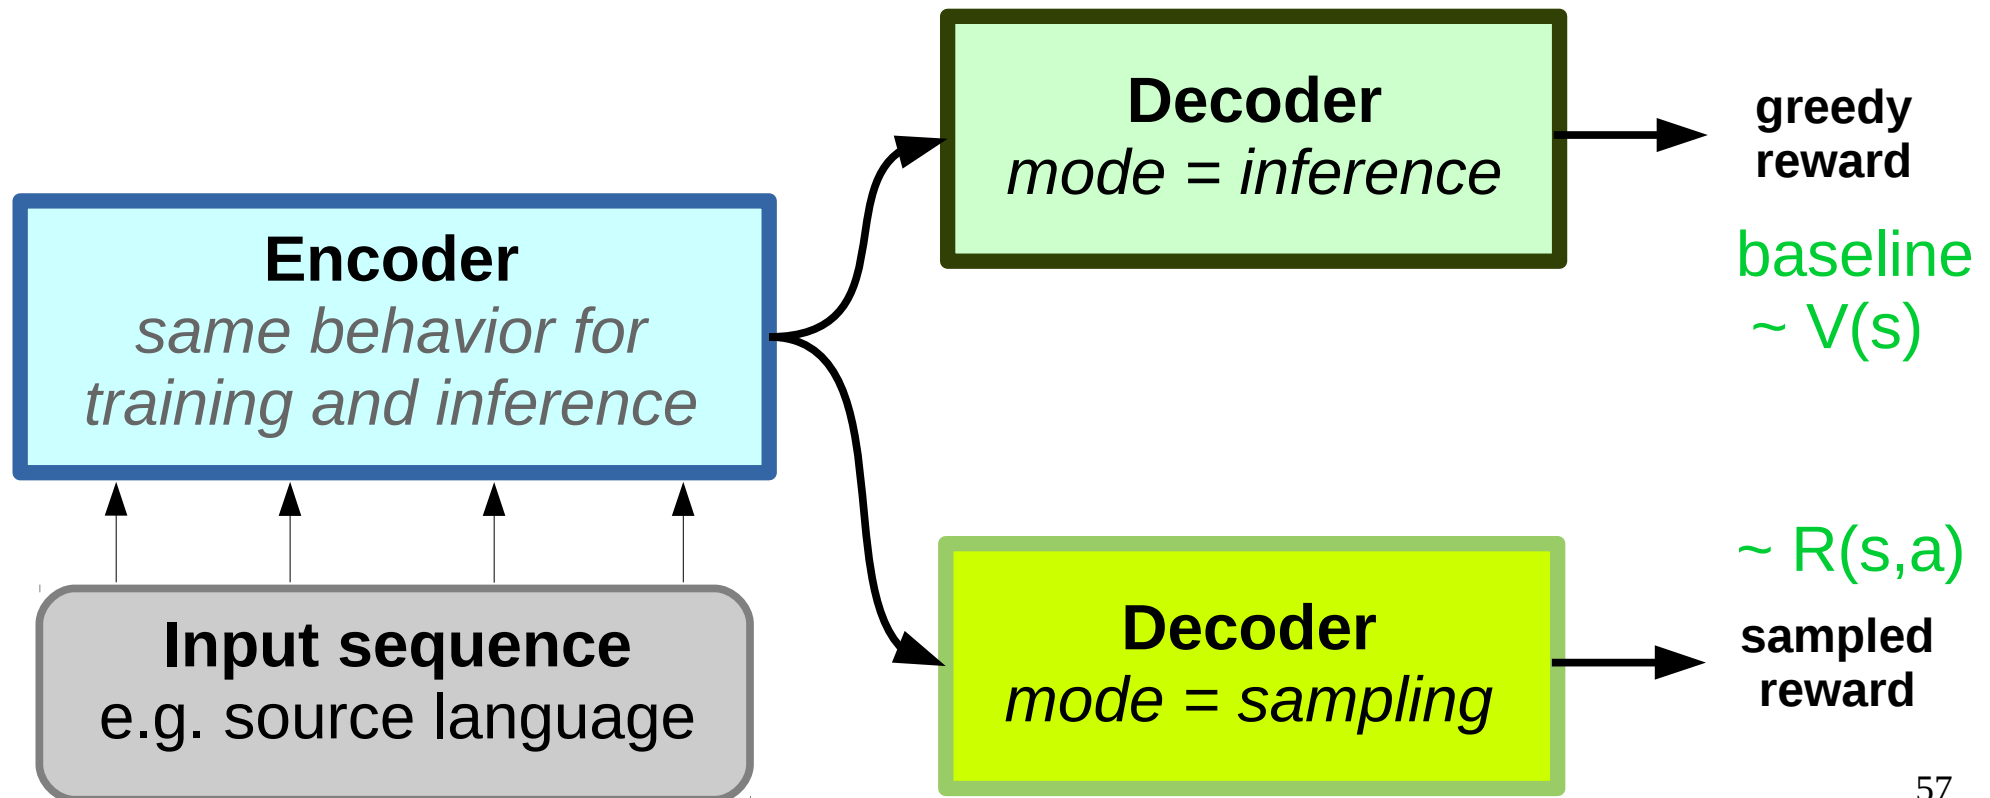 Encoder
same behavior for
training and inference
Input sequence
e.g. source language
Decoder
mode = inference
greedy
reward
baseline
~ V(s)
Decoder
mode = sampling
~ R(s,a)
sampled
reward
57